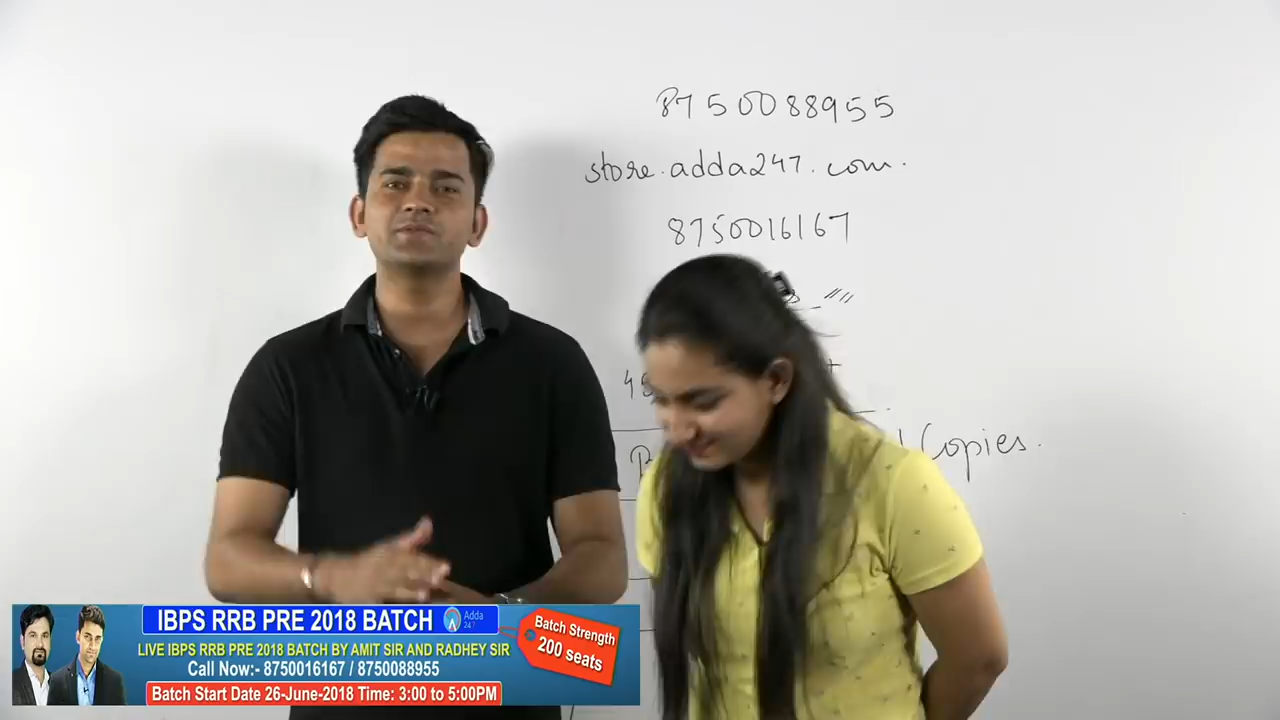 8750088955
store.adda247.com.
8750016167
Copies.
IBPS RRB PRE 2018 BATCH
Adda
247
LIVE IBPS RRB PRE 2018 BATCH BY AMIT SIR AND RADHEY SIR
Call Now:- 8750016167 / 8750088955
Batch Start Date 26-June-2018 Time: 3:00 to 5:00PM
Batch Strength
200 seats